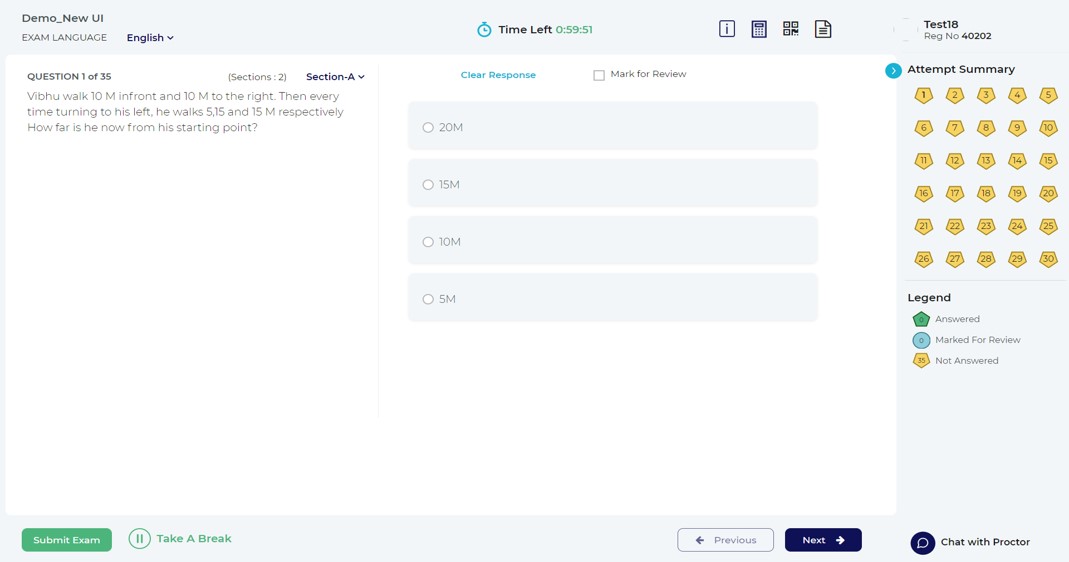 Demo_New UI
EXAM LANGUAGE English
Time Left 0:59:51
Test18
Reg No 40202
QUESTION 1 of 35 (Sections : 2) Section-A
Vibhu walk 10 M infront and 10 M to the right. Then every
time turning to his left, he walks 5,15 and 15 M respectively
How far is he now from his starting point?
Clear Response Mark for Review
20M
15M
10M
5M
Attempt Summary
1 2 3 4 5
6 7 8 9 10
11 12 13 14 15
16 17 18 19 20
21 22 23 24 25
26 27 28 29 30
Legend
0 Answered
0 Marked For Review
35 Not Answered
Submit Exam Take A Break Previous Next Chat with Proctor